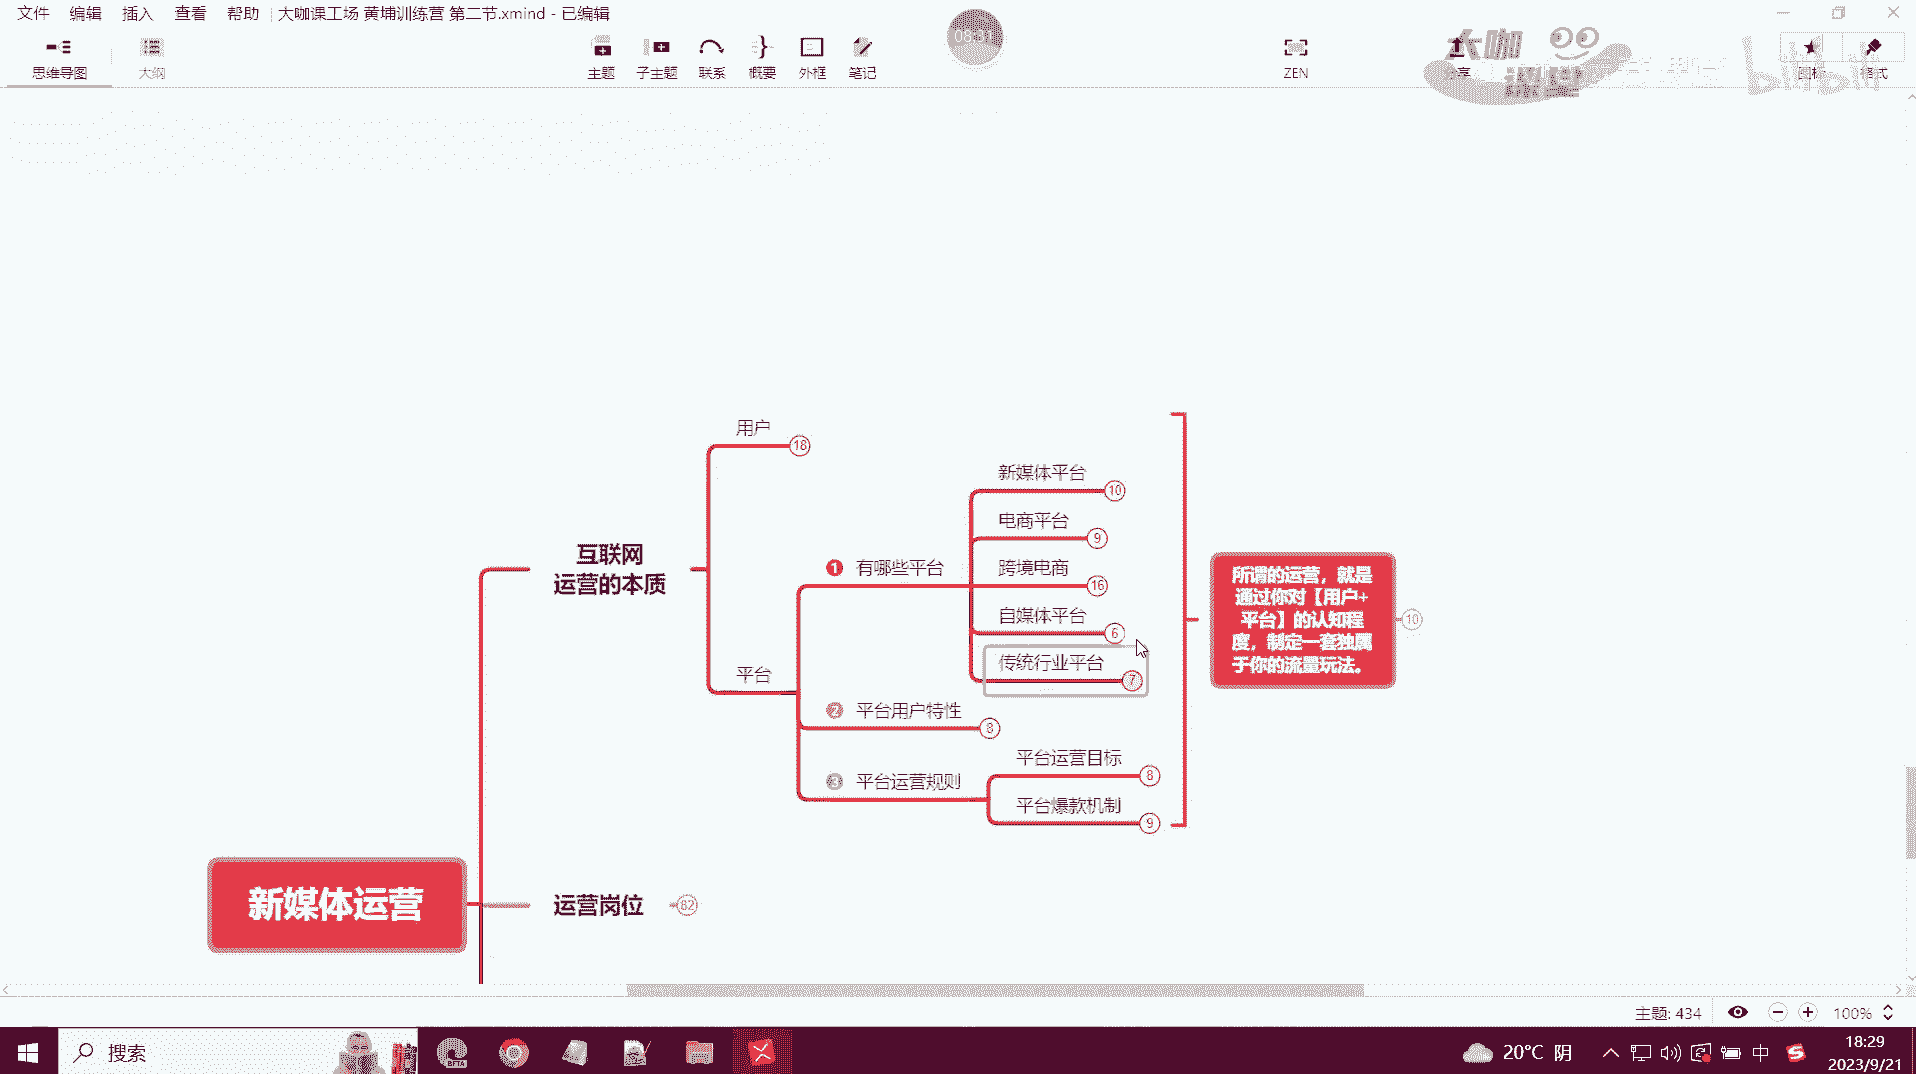 文件 编辑 插入 查看 帮助 大咖课工场 黄埔训练营 第二节.xmind - 已编辑
思维导图 大纲 主题 子主题 联系 概要 外框 笔记 ZEN 分享 图标 格式
08:31
大咖
课堂
bilibili
用户 18
新媒体平台 10
电商平台 9
1 有哪些平台 跨境电商 16
自媒体平台 6
传统行业平台 7
互联网
运营的本质
平台
2 平台用户特性 8
平台运营目标 8
3 平台运营规则
平台爆款机制 9
所谓的运营，就是
通过你对【用户+
平台】的认知程
度，制定一套独属
于你的流量玩法。
10
新媒体运营
运营岗位 62
主题: 434 100%
搜索
BETA
20°C 阴
中
18:29
2023/9/21